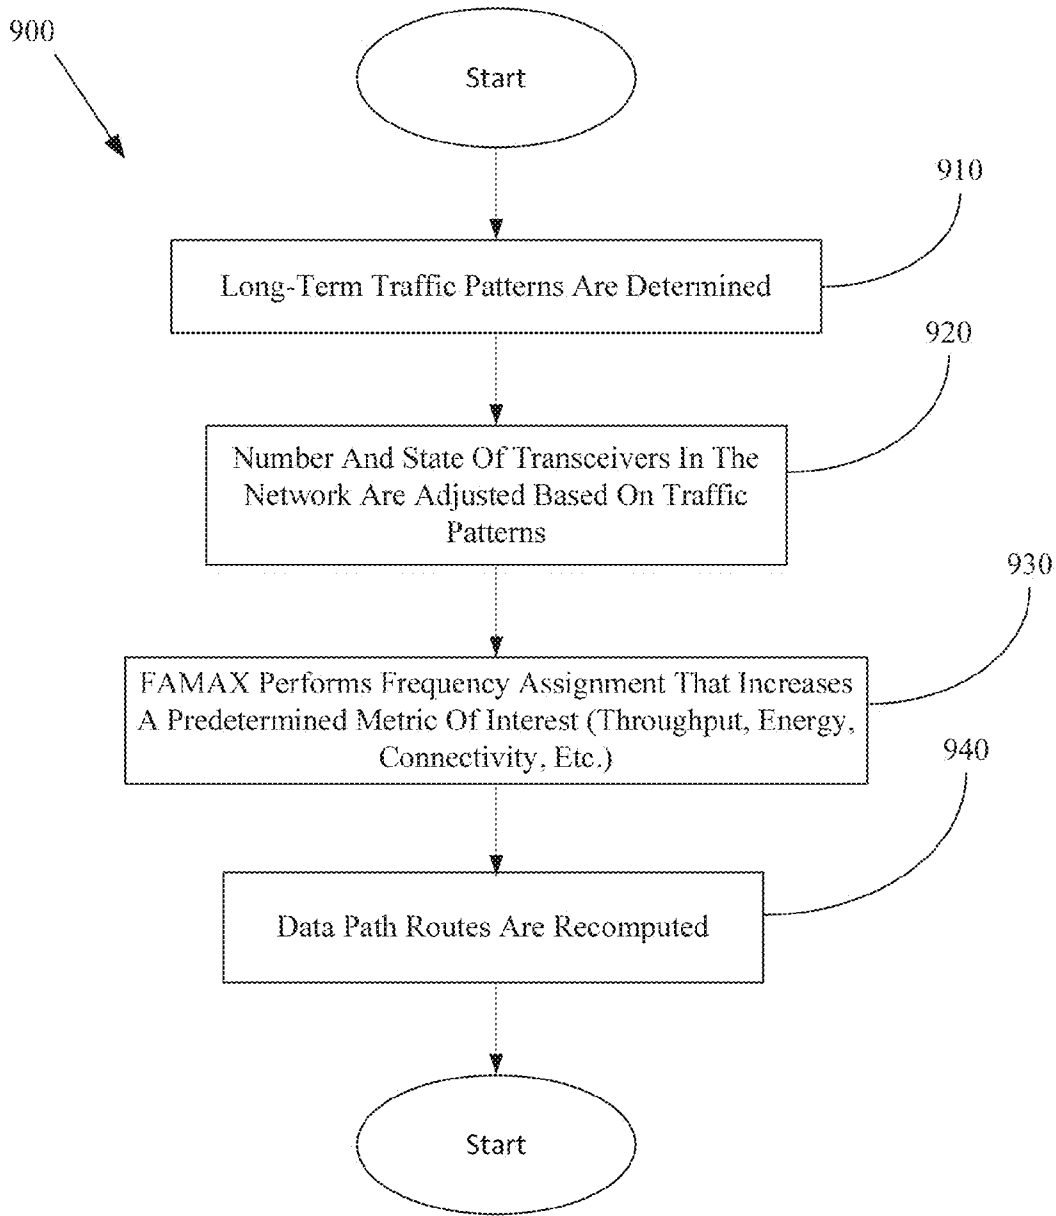 900
Start
910
Long-Term Traffic Patterns Are Determined
920
Number And State Of Transceivers In The
Network Are Adjusted Based On Traffic
Patterns
930
FAMAX Performs Frequency Assignment That Increases
A Predetermined Metric Of Interest (Throughput, Energy,
Connectivity, Etc.)
940
Data Path Routes Are Recomputed
Start